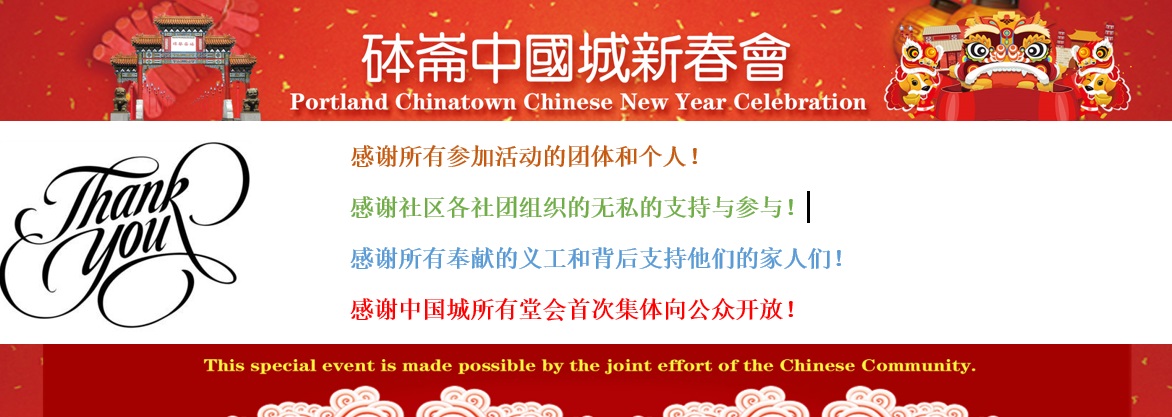 砵崙中國城新春會
Portland Chinatown Chinese New Year Celebration
Thank
You
感谢所有参加活动的团体和个人！
感谢社区各社团组织的无私的支持与参与！
感谢所有奉献的义工和背后支持他们的家人们！
感谢中国城所有堂会首次集体向公众开放！
This special event is made possible by the joint effort of the Chinese Community.